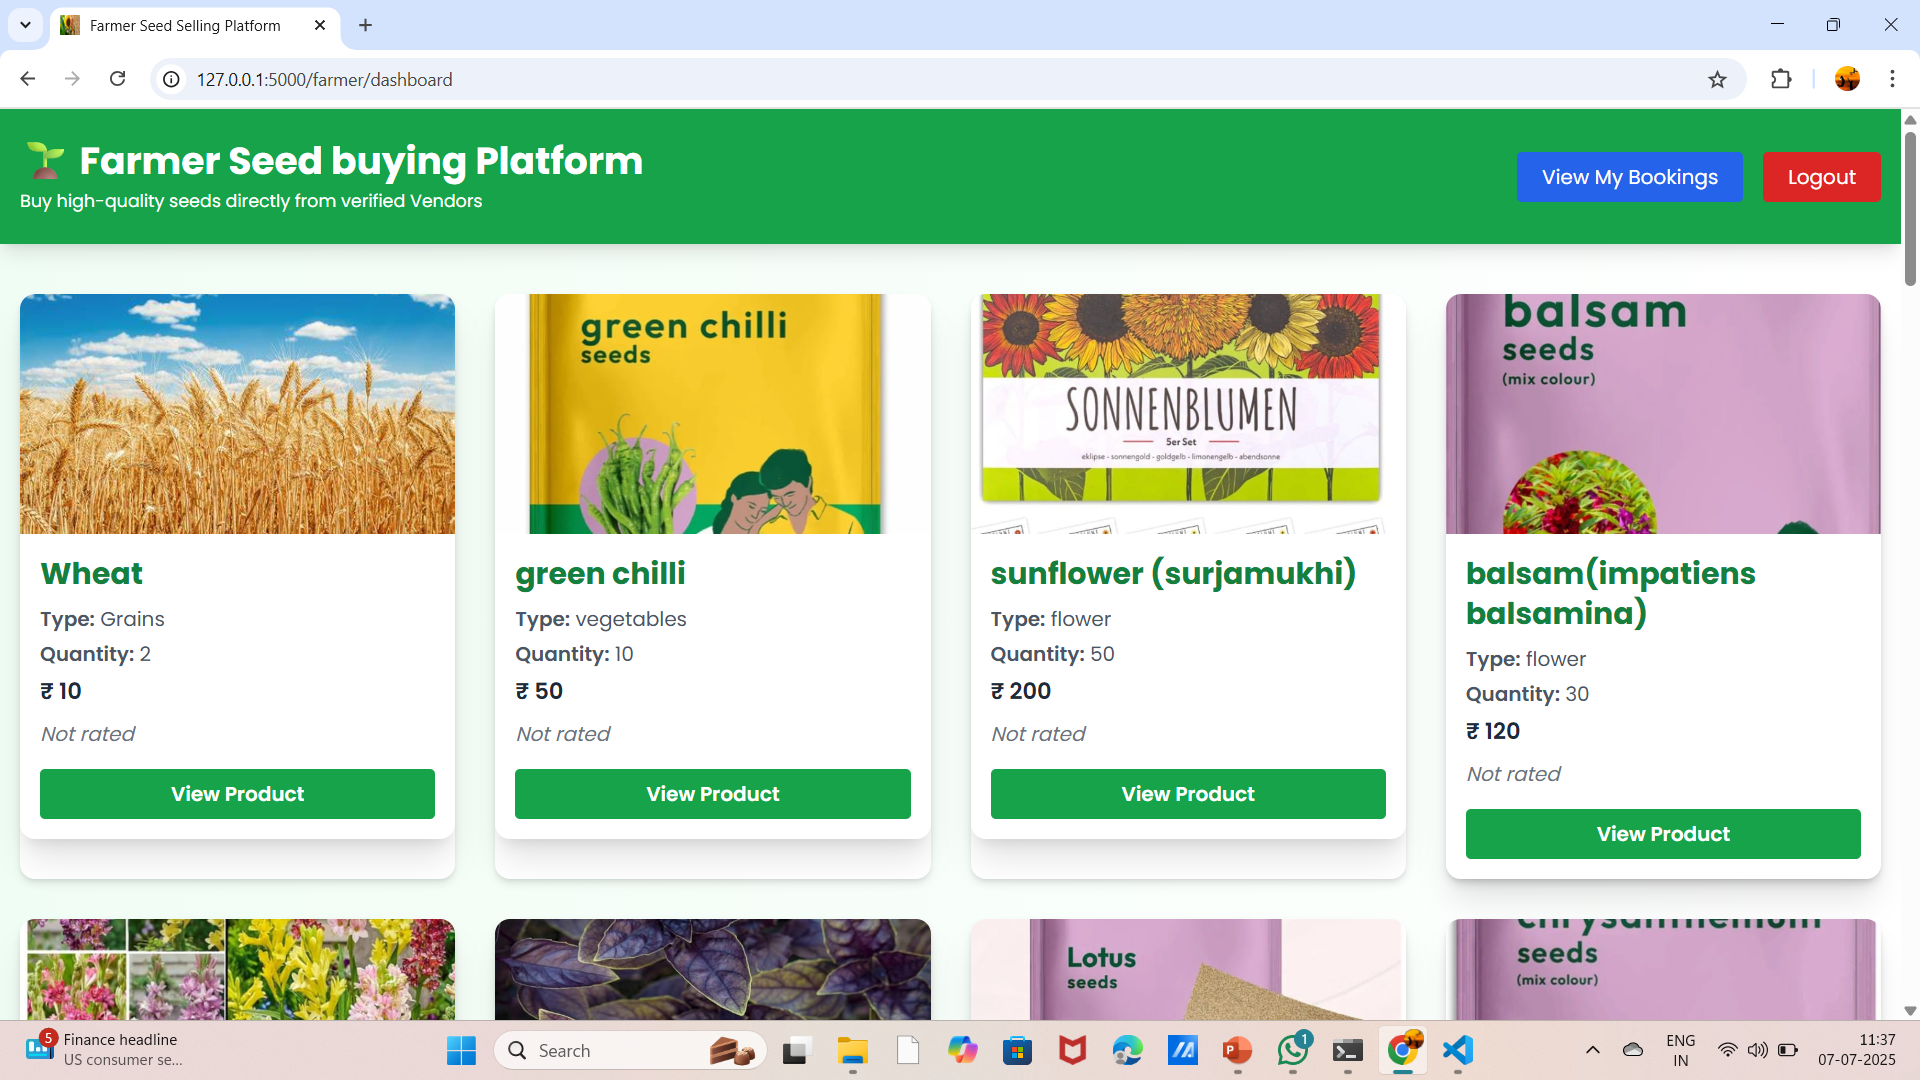 Farmer Seed Selling Platform
127.0.0.1:5000/farmer/dashboard
Farmer Seed buying Platform
Buy high-quality seeds directly from verified Vendors
View My Bookings
Logout
green chilli
seeds
SONNENBLUMEN
5er Set
eklipse - sonnengold - goldgelb - limonengelb - abendsonne
balsam
seeds
(mix colour)
Wheat
Type: Grains
Quantity: 2
₹ 10
Not rated
View Product
green chilli
Type: vegetables
Quantity: 10
₹ 50
Not rated
View Product
sunflower (surjamukhi)
Type: flower
Quantity: 50
₹ 200
Not rated
View Product
balsam(impatiens
balsamina)
Type: flower
Quantity: 30
₹ 120
Not rated
View Product
Lotus
seeds
chrysanthemum
seeds
(mix colour)
5
Finance headline
US consumer se...
Search
1
ENG
IN
11:37
07-07-2025